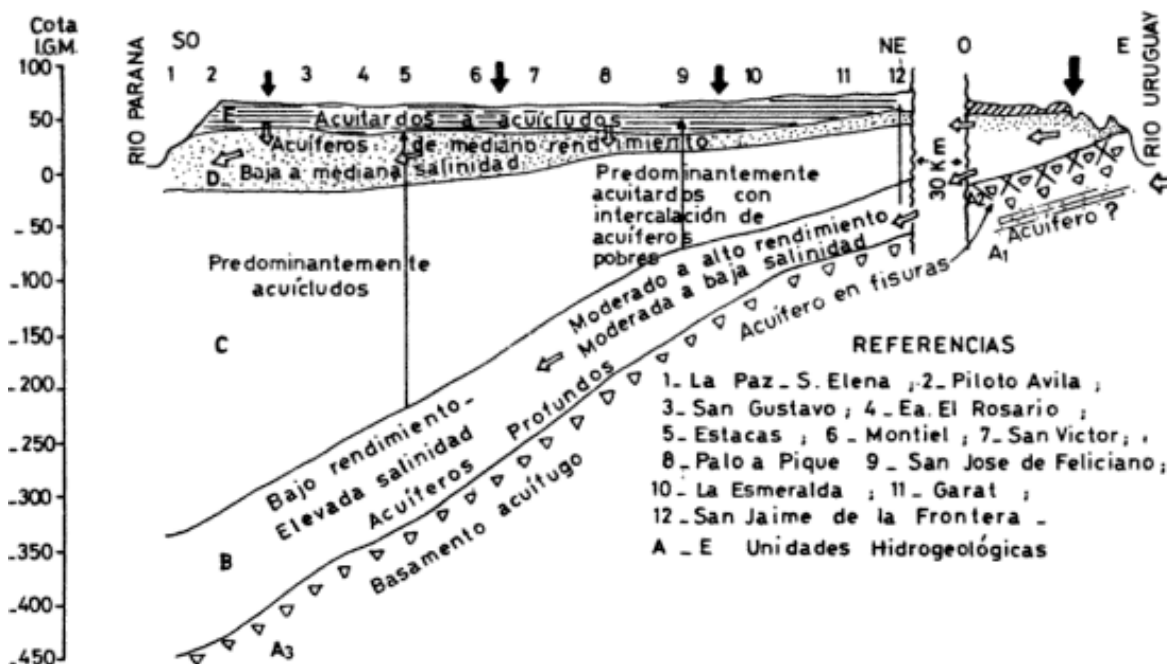 Cota
I.G.M.
100
50
0
-50
-100
-150
-200
-250
-300
-350
-400
-450
RIO PARANA
SO
NE
O
E
RIO URUGUAY
1 2 3 4 5 6 7 8 9 10 11 12
E
Acuitardos a acuícludos
Acuíferos de mediano rendimiento
D_ Baja a mediana salinidad
Predominantemente
acuitardos con
intercalación de
acuíferos
pobres
30 Km
Acuífero ?
A1
Predominantemente
acuícludos
C
Moderado a alto rendimiento
Moderada a baja salinidad
Acuífero en fisuras
Bajo rendimiento_
Elevada salinidad
Acuíferos Profundos
Basamento acuífugo
B
A3
REFERENCIAS
1_ La Paz_ S. Elena ; 2_ Piloto Avila ;
3_ San Gustavo ; 4_ Ea. El Rosario ;
5_ Estacas ; 6_ Montiel ; 7_ San Victor ;
8_ Palo a Pique 9_ San Jose de Feliciano ;
10_ La Esmeralda ; 11_ Garat ;
12_ San Jaime de la Frontera _
A _ E Unidades Hidrogeológicas